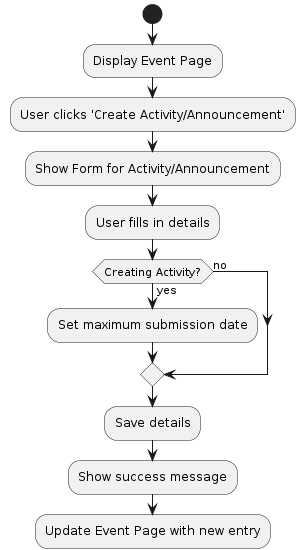 Display Event Page
User clicks 'Create Activity/Announcement'
Show Form for Activity/Announcement
User fills in details
Creating Activity?
no
yes
Set maximum submission date
Save details
Show success message
Update Event Page with new entry